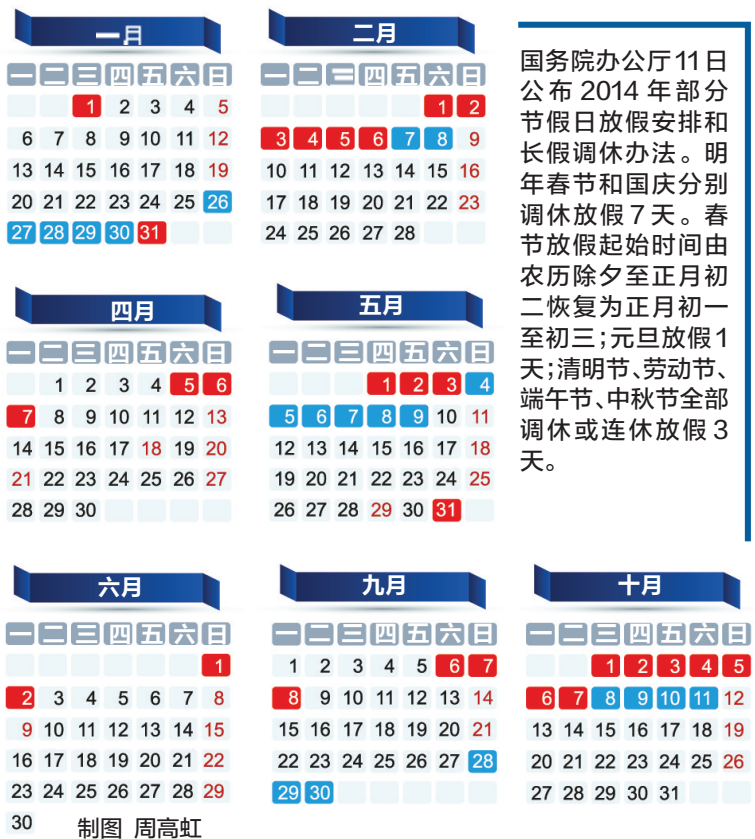 一月
一 二 三 四 五 六 日
1 2 3 4 5
6 7 8 9 10 11 12
13 14 15 16 17 18 19
20 21 22 23 24 25 26
27 28 29 30 31
二月
一 二 三 四 五 六 日
1 2
3 4 5 6 7 8 9
10 11 12 13 14 15 16
17 18 19 20 21 22 23
24 25 26 27 28
国务院办公厅11日
公布2014年部分
节假日放假安排和
长假调休办法。明
年春节和国庆分别
调休放假7天。春
节放假起始时间由
农历除夕至正月初
二恢复为正月初一
至初三;元旦放假1
天;清明节、劳动节、
端午节、中秋节全部
调休或连休放假3
天。
四月
一 二 三 四 五 六 日
1 2 3 4 5 6
7 8 9 10 11 12 13
14 15 16 17 18 19 20
21 22 23 24 25 26 27
28 29 30
五月
一 二 三 四 五 六 日
1 2 3 4
5 6 7 8 9 10 11
12 13 14 15 16 17 18
19 20 21 22 23 24 25
26 27 28 29 30 31
六月
一 二 三 四 五 六 日
1
2 3 4 5 6 7 8
9 10 11 12 13 14 15
16 17 18 19 20 21 22
23 24 25 26 27 28 29
30
制图 周高虹
九月
一 二 三 四 五 六 日
1 2 3 4 5 6 7
8 9 10 11 12 13 14
15 16 17 18 19 20 21
22 23 24 25 26 27 28
29 30
十月
一 二 三 四 五 六 日
1 2 3 4 5
6 7 8 9 10 11 12
13 14 15 16 17 18 19
20 21 22 23 24 25 26
27 28 29 30 31